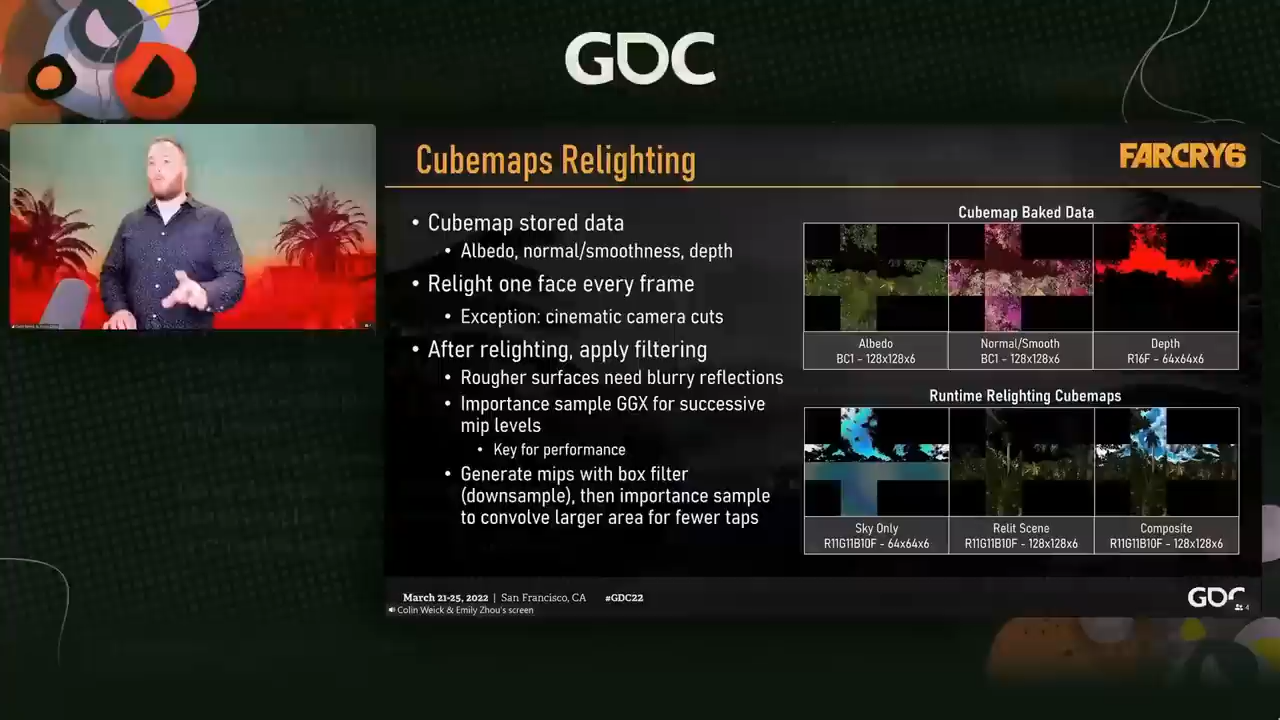 GDC
Cubemaps Relighting
FARCRY6
• Cubemap stored data
• Albedo, normal/smoothness, depth
• Relight one face every frame
• Exception: cinematic camera cuts
• After relighting, apply filtering
• Rougher surfaces need blurry reflections
• Importance sample GGX for successive
mip levels
• Key for performance
• Generate mips with box filter
(downsample), then importance sample
to convolve larger area for fewer taps
Cubemap Baked Data
Albedo
BC1 - 128x128x6
Normal/Smooth
BC1 - 128x128x6
Depth
R16F - 64x64x6
Runtime Relighting Cubemaps
Sky Only
R11G11B10F - 64x64x6
Relit Scene
R11G11B10F - 128x128x6
Composite
R11G11B10F - 128x128x6
March 21-25, 2022 | San Francisco, CA #GDC22
Colin Weick & Emily Zhou's screen
GDC
4